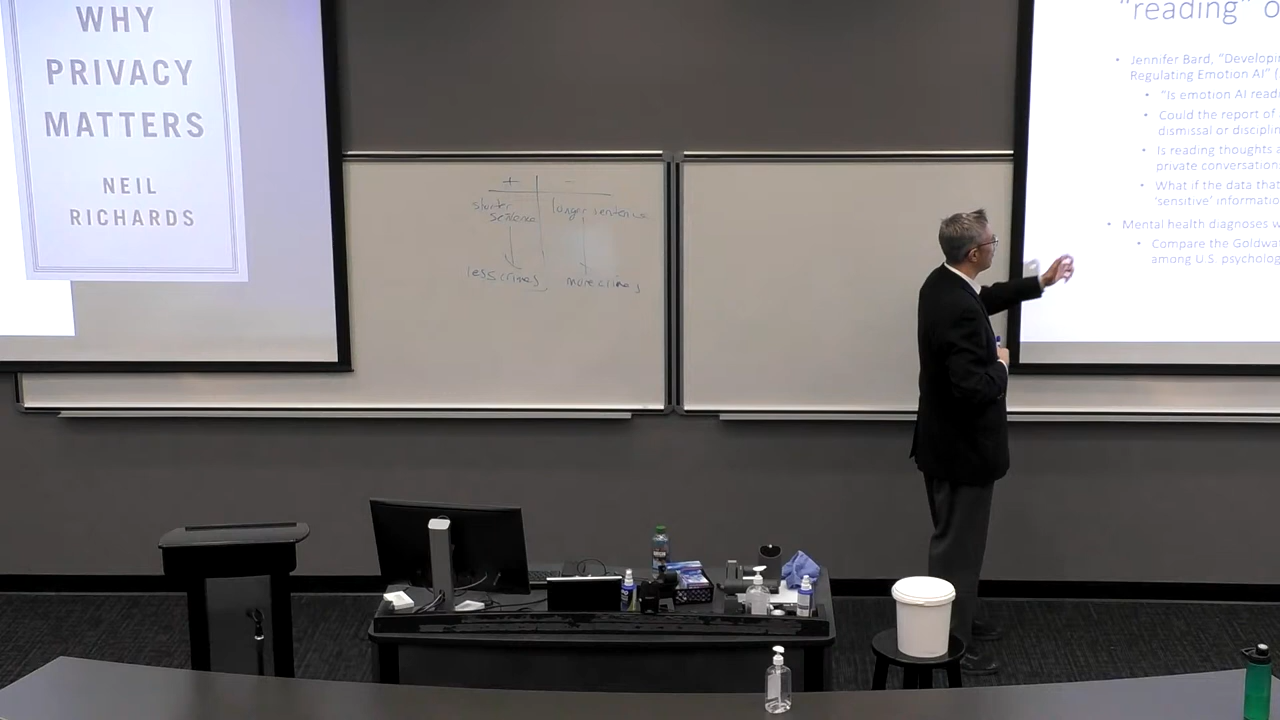 WHY
PRIVACY
MATTERS
NEIL
RICHARDS
+ -
shorter
sentence
longer sentence
less crimes
more crimes
"reading" o
Jennifer Bard, "Developin
Regulating Emotion AI" (
"Is emotion AI readi
Could the report of
dismissal or disciplin
Is reading thoughts a
private conversation
What if the data that
'sensitive' informatio
Mental health diagnoses w
Compare the Goldwat
among U.S. psycholog